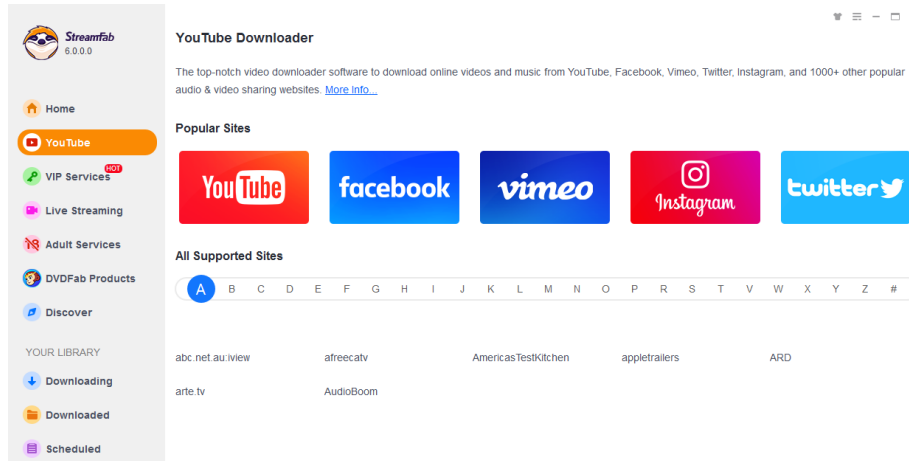 Streamfab
6.0.0.0
Home
YouTube
VIP Services
HOT
Live Streaming
Adult Services
DVDFab Products
Discover
YOUR LIBRARY
Downloading
Downloaded
Scheduled
YouTube Downloader
The top-notch video downloader software to download online videos and music from YouTube, Facebook, Vimeo, Twitter, Instagram, and 1000+ other popular
audio & video sharing websites. More Info...
Popular Sites
YouTube
facebook
vimeo
Instagram
twitter
All Supported Sites
A B C D E F G H I J K L M N O P R S T V W X Y Z #
abc.net.au:iview afreecatv AmericasTestKitchen appletrailers ARD
arte.tv AudioBoom